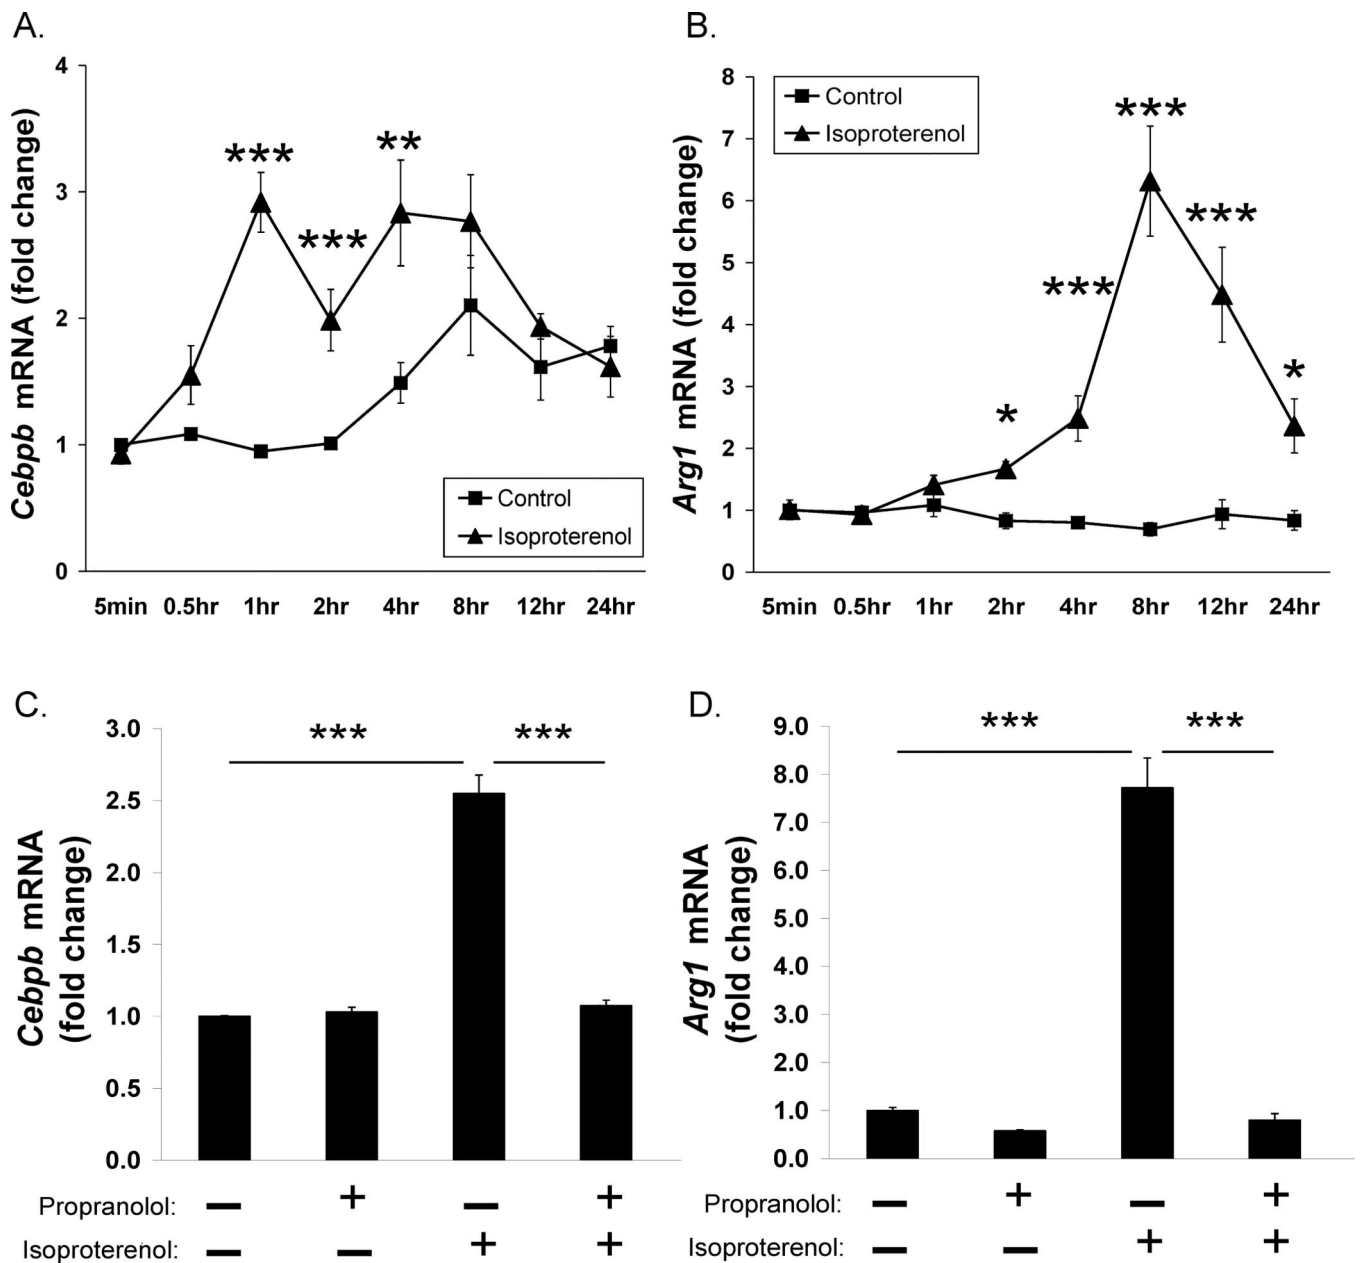 A.
Cebpb mRNA (fold change)
4
3
2
1
0
***
***
**
Control
Isoproterenol
5min 0.5hr 1hr 2hr 4hr 8hr 12hr 24hr
B.
Arg1 mRNA (fold change)
8
7
6
5
4
3
2
1
0
Control
Isoproterenol
*
***
***
***
*
5min 0.5hr 1hr 2hr 4hr 8hr 12hr 24hr
C.
Cebpb mRNA
(fold change)
3.0
2.5
2.0
1.5
1.0
0.5
0.0
*** ***
Propranolol: — + — +
Isoproterenol: — — + +
D.
Arg1 mRNA
(fold change)
9.0
8.0
7.0
6.0
5.0
4.0
3.0
2.0
1.0
0.0
*** ***
Propranolol: — + — +
Isoproterenol: — — + +